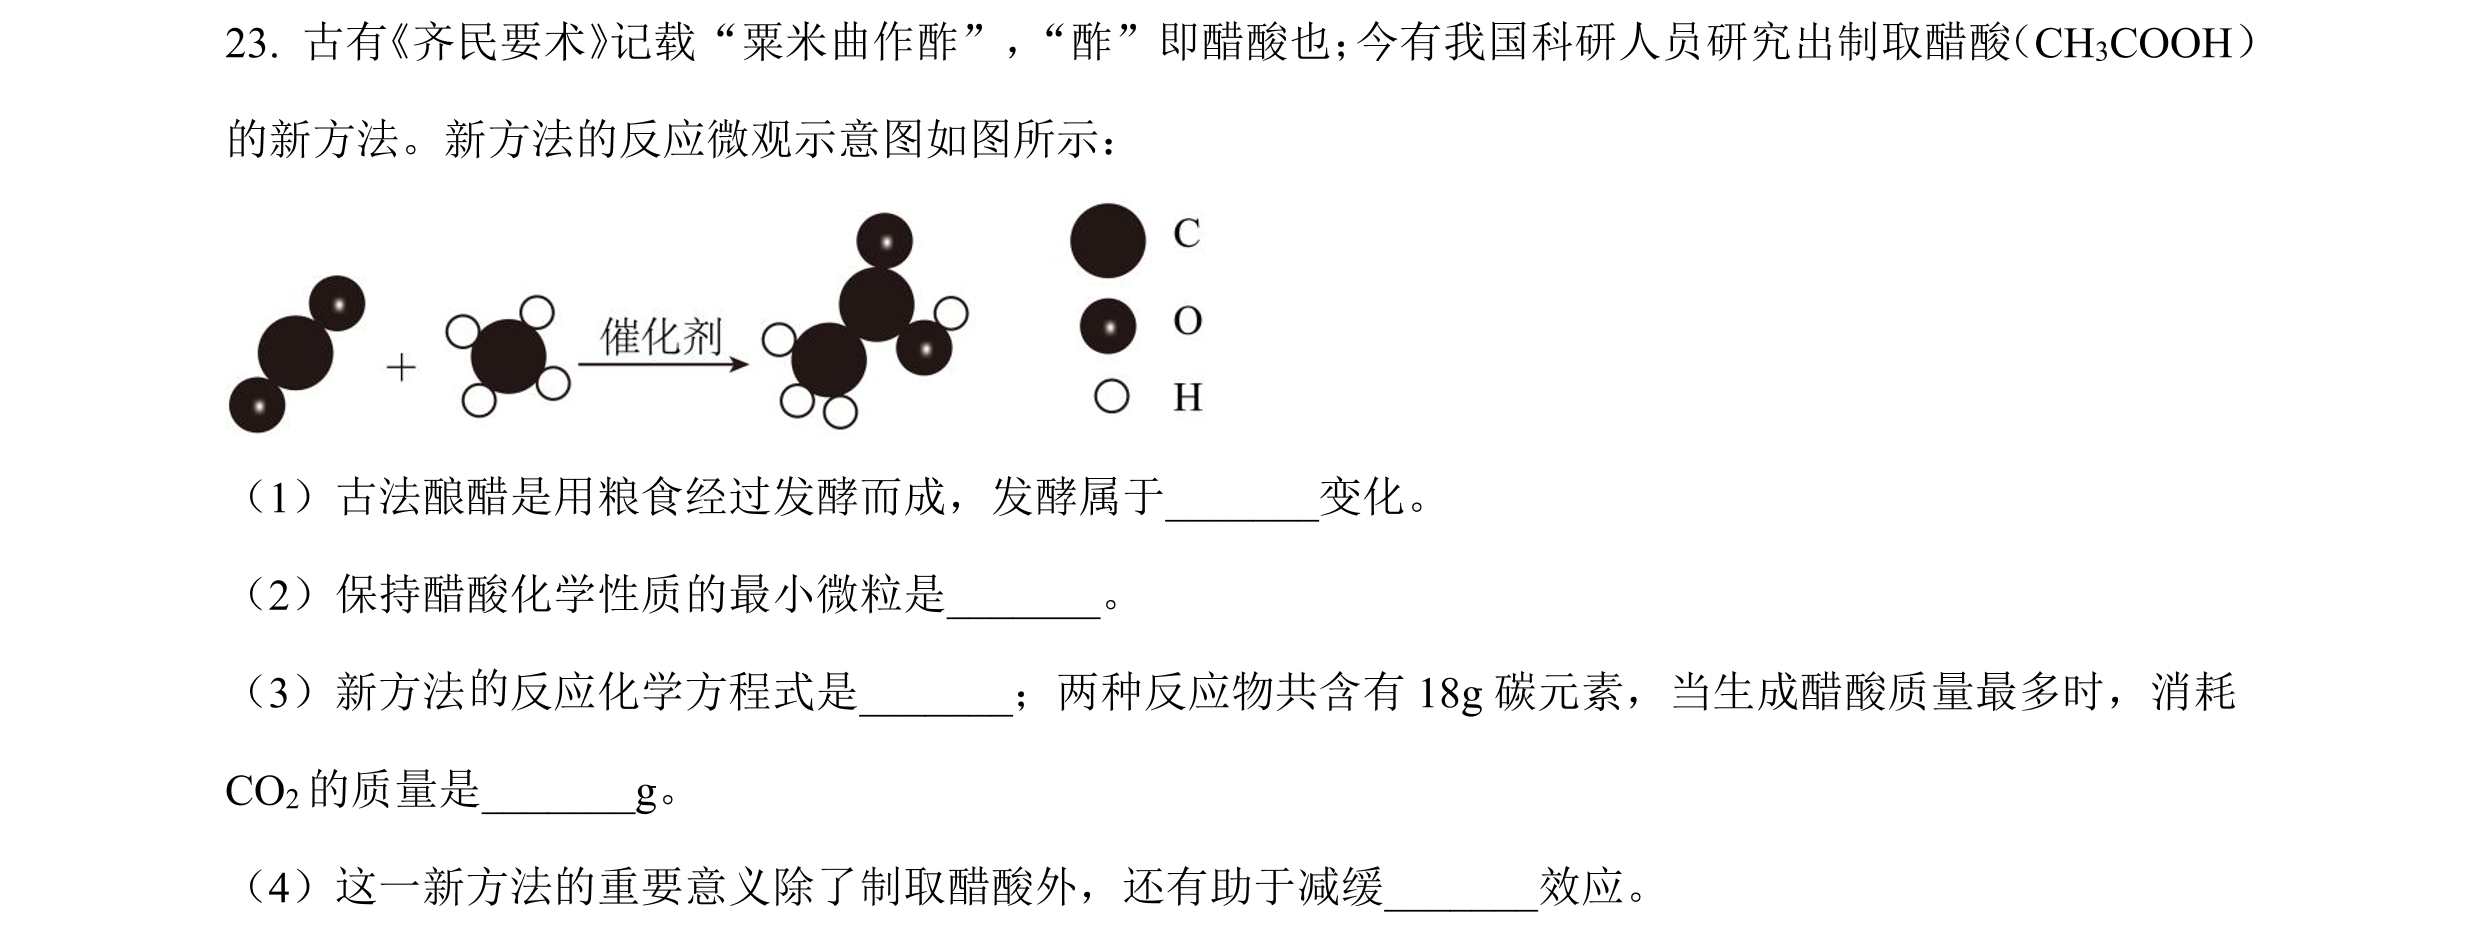 23. 古有《齐民要术》记载“粟米曲作酢”，“酢”即醋酸也；今有我国科研人员研究出制取醋酸（CH₃COOH）
的新方法。新方法的反应微观示意图如图所示：
+ 催化剂
C
O
H
（1）古法酿醋是用粮食经过发酵而成，发酵属于_______变化。
（2）保持醋酸化学性质的最小微粒是_______。
（3）新方法的反应化学方程式是_______；两种反应物共含有 18g 碳元素，当生成醋酸质量最多时，消耗
CO₂ 的质量是_______g。
（4）这一新方法的重要意义除了制取醋酸外，还有助于减缓_______效应。